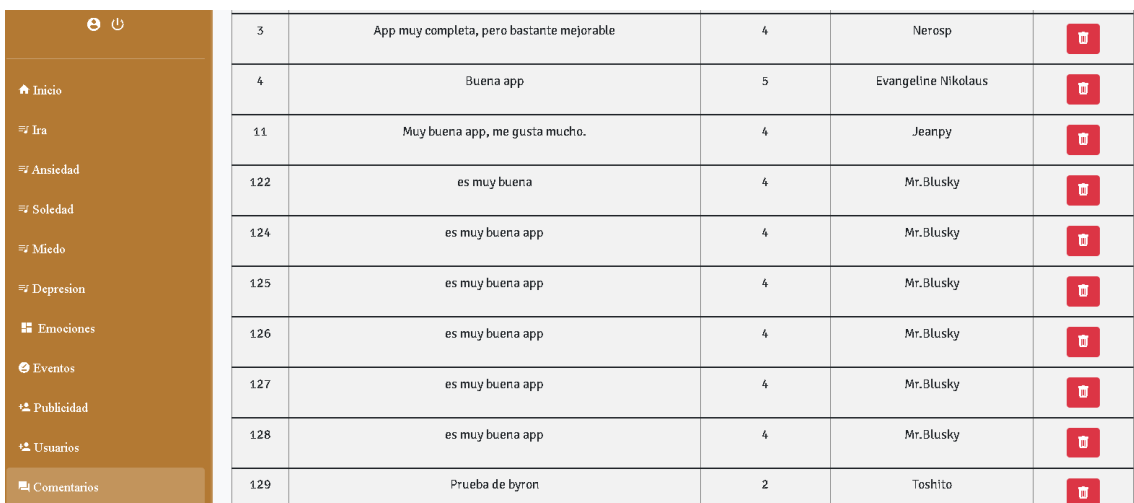 Inicio
Ira
Ansiedad
Soledad
Miedo
Depresion
Emociones
Eventos
Publicidad
Usuarios
Comentarios
3 App muy completa, pero bastante mejorable 4 Nerosp
4 Buena app 5 Evangeline Nikolaus
11 Muy buena app, me gusta mucho. 4 Jeanpy
122 es muy buena 4 Mr.Blusky
124 es muy buena app 4 Mr.Blusky
125 es muy buena app 4 Mr.Blusky
126 es muy buena app 4 Mr.Blusky
127 es muy buena app 4 Mr.Blusky
128 es muy buena app 4 Mr.Blusky
129 Prueba de byron 2 Toshito